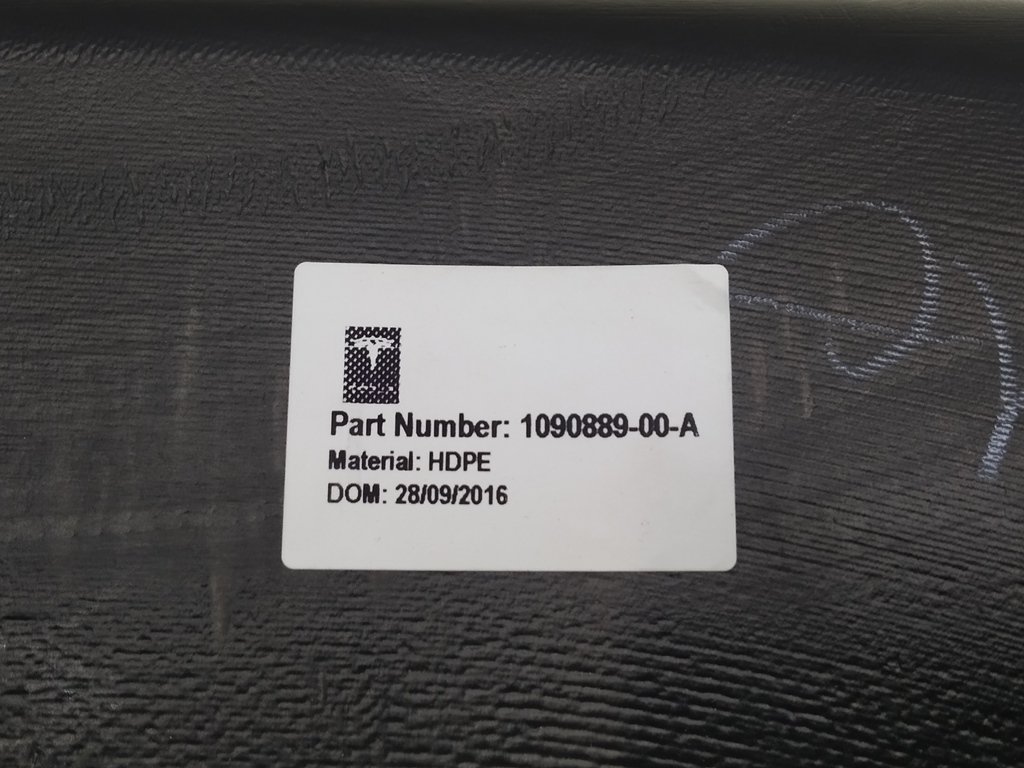 Part Number: 1090889-00-A
Material: HDPE
DOM: 28/09/2016